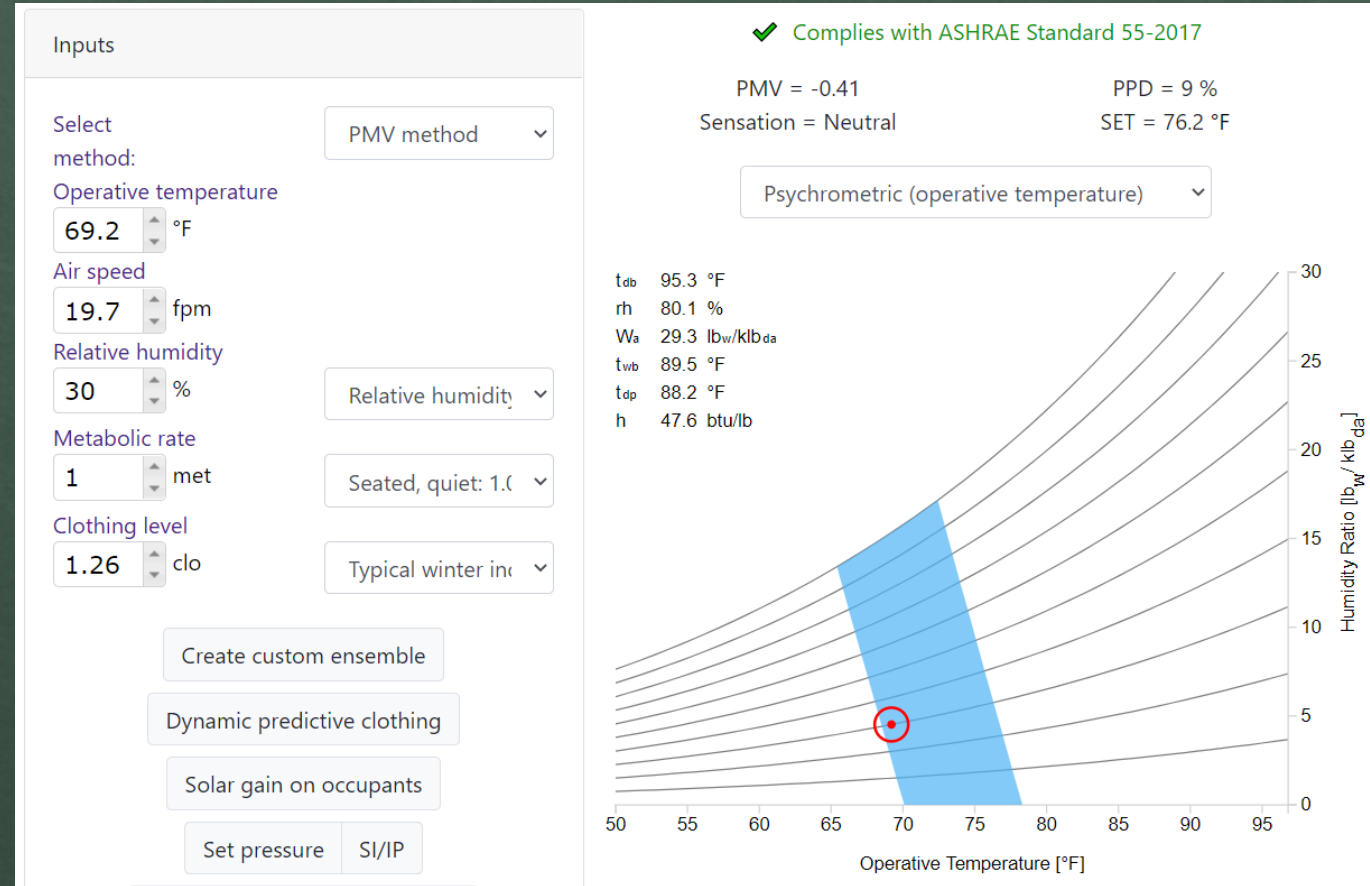 Inputs
Select
method:
PMV method
Operative temperature
69.2 °F
Air speed
19.7 fpm
Relative humidity
30 %
Relative humidity
Metabolic rate
1 met
Seated, quiet: 1.0
Clothing level
1.26 clo
Typical winter in
Create custom ensemble
Dynamic predictive clothing
Solar gain on occupants
Set pressure SI/IP
Complies with ASHRAE Standard 55-2017
PMV = -0.41 PPD = 9 %
Sensation = Neutral SET = 76.2 °F
Psychrometric (operative temperature)
tdb 95.3 °F
rh 80.1 %
Wa 29.3 lbw/klbda
twb 89.5 °F
tdp 88.2 °F
h 47.6 btu/lb
30
25
20
15
10
5
0
Humidity Ratio [lbw/ klbda]
50 55 60 65 70 75 80 85 90 95
Operative Temperature [°F]